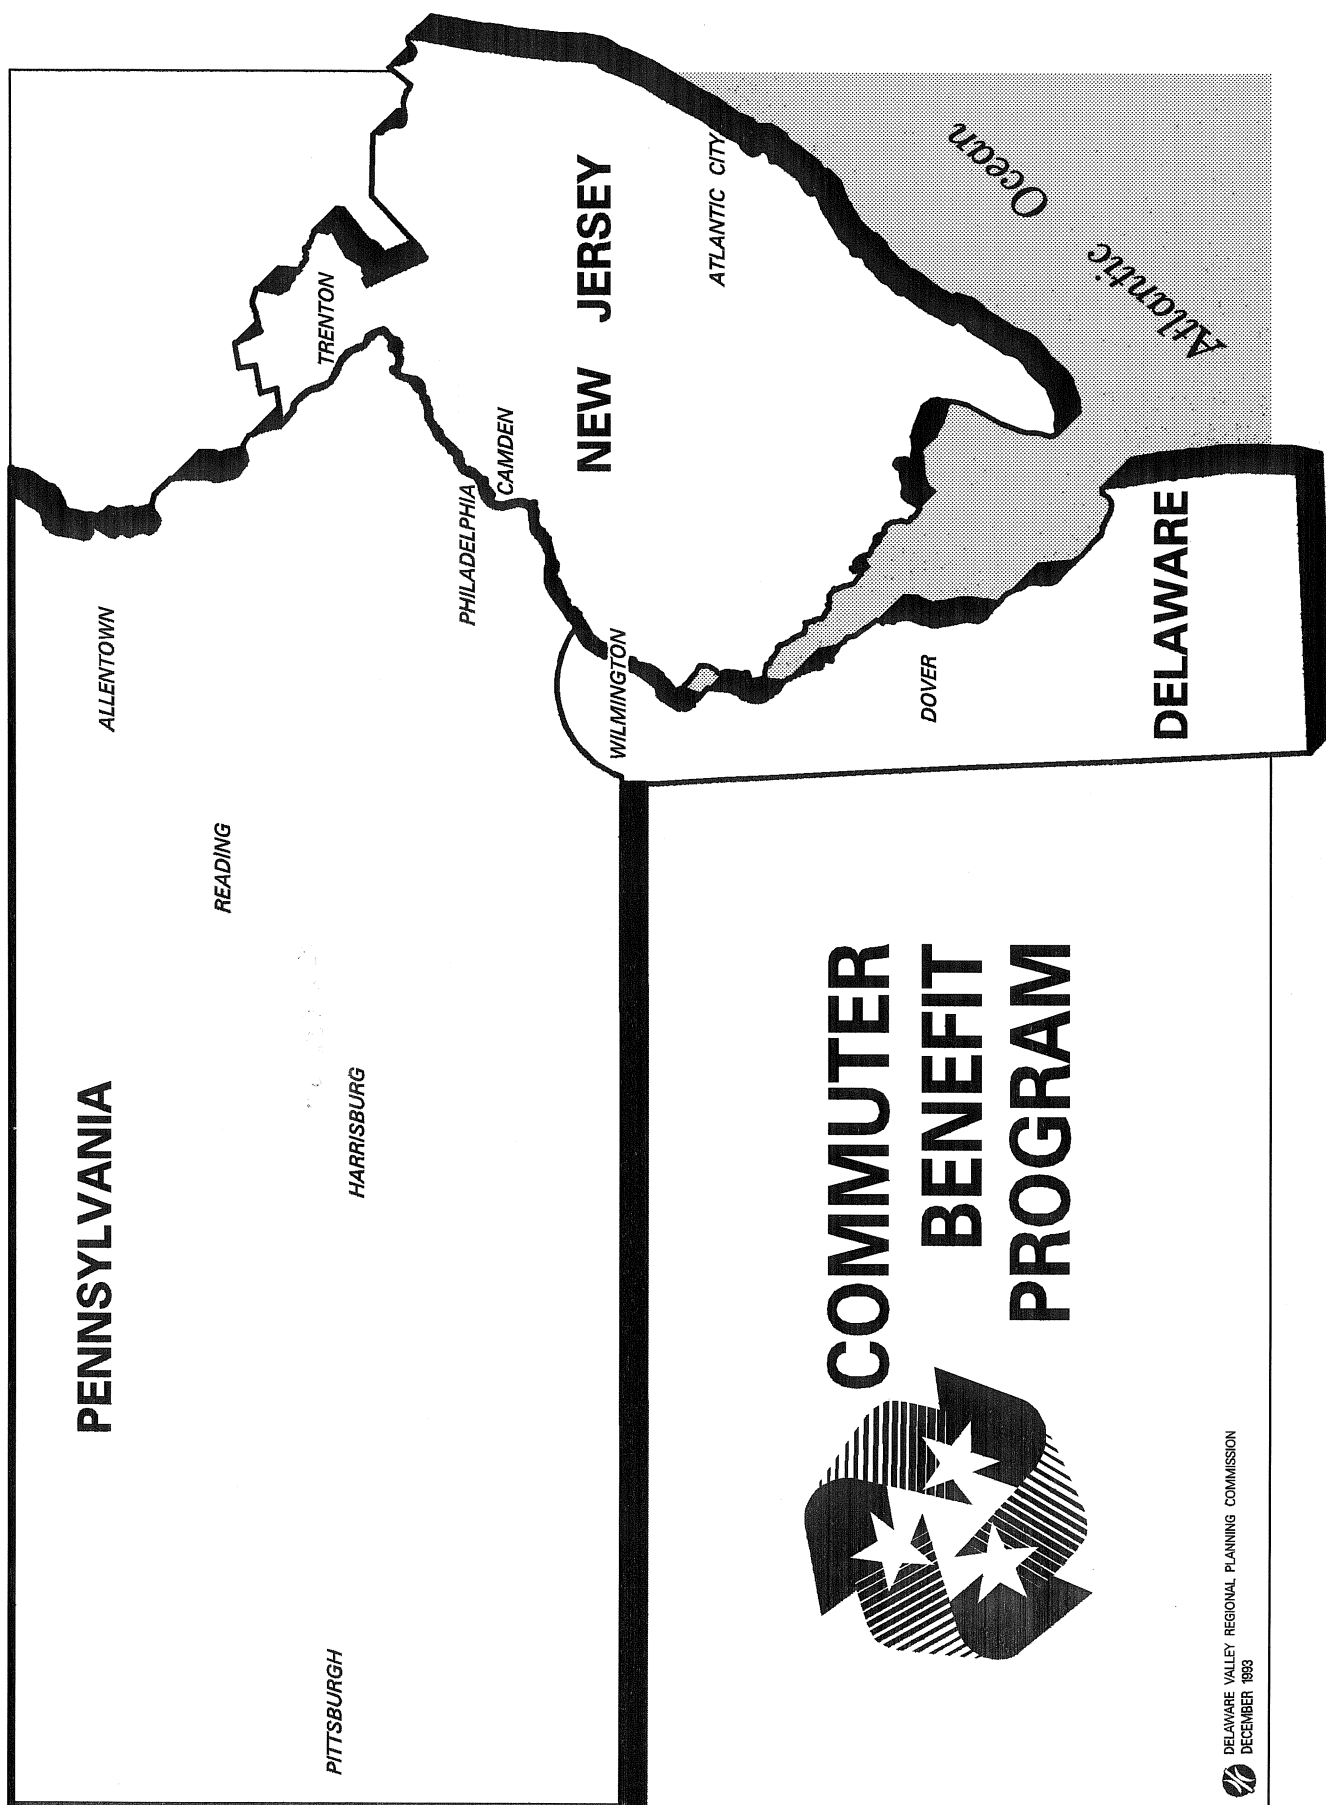 PENNSYLVANIA
ALLENTOWN
READING
TRENTON
PITTSBURGH
HARRISBURG
PHILADELPHIA
CAMDEN
NEW JERSEY
WILMINGTON
ATLANTIC CITY
COMMUTER
BENEFIT
PROGRAM
DOVER
Atlantic Ocean
DELAWARE
DELAWARE VALLEY REGIONAL PLANNING COMMISSION
DECEMBER 1993